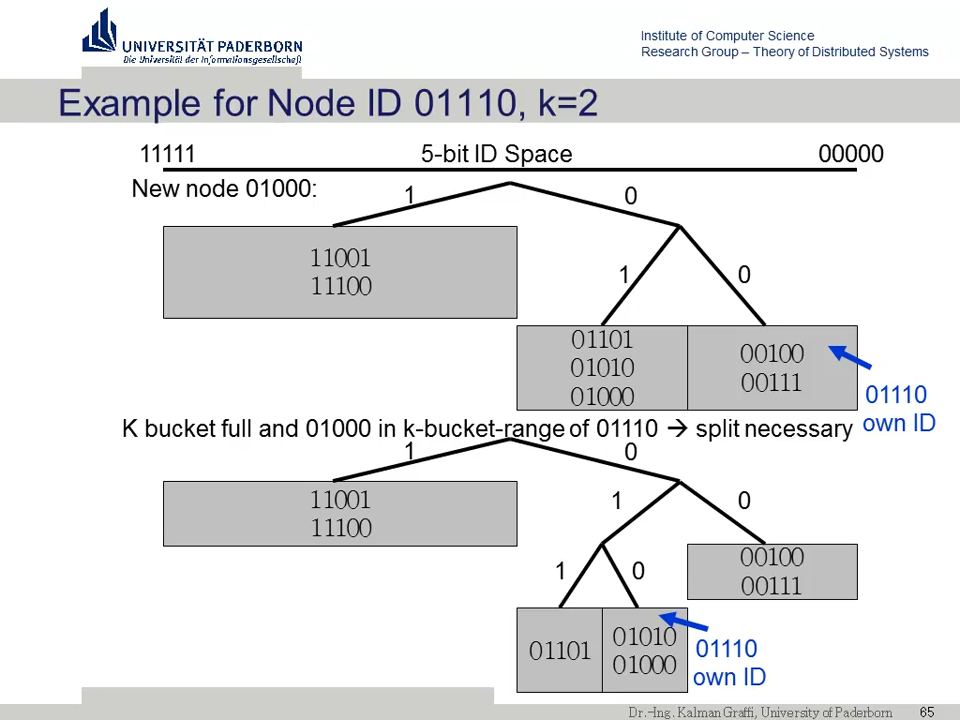 UNIVERSITÄT PADERBORN
Die Universität der Informationsgesellschaft
Institute of Computer Science
Research Group – Theory of Distributed Systems
Example for Node ID 01110, k=2
11111 5-bit ID Space 00000
New node 01000:
1 0
11001
11100
1 0
01101
01010
01000
00100
00111
01110
own ID
K bucket full and 01000 in k-bucket-range of 01110 → split necessary
1 0
11001
11100
1 0
00100
00111
1 0
01101
01010
01000
01110
own ID
Dr.-Ing. Kalman Graffi, University of Paderborn 65